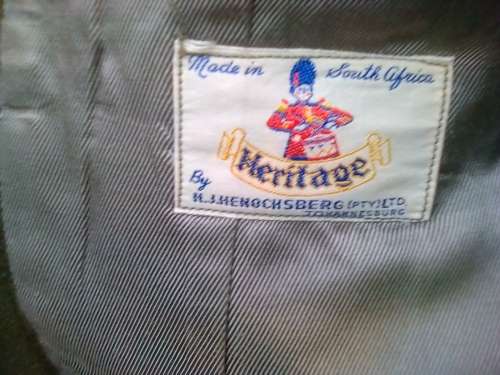 Made in South Africa
Heritage
By
H.J.HENOCHSBERG (PTY) LTD
JOHANNESBURG